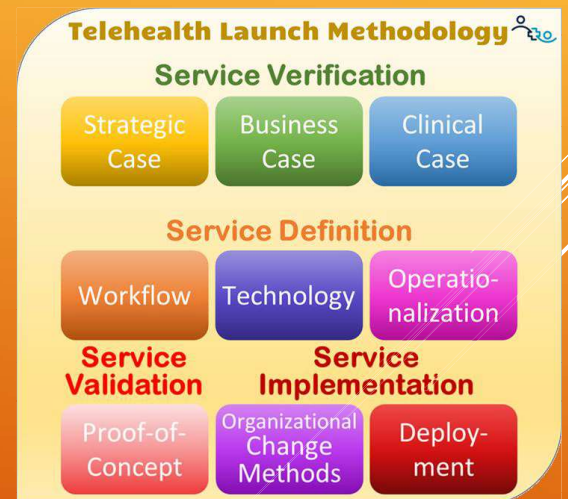 Telehealth Launch Methodology
Service Verification
Strategic
Case
Business
Case
Clinical
Case
Service Definition
Workflow
Technology
Operatio-
nalization
Service
Validation
Service
Implementation
Proof-of-
Concept
Organizational
Change
Methods
Deploy-
ment